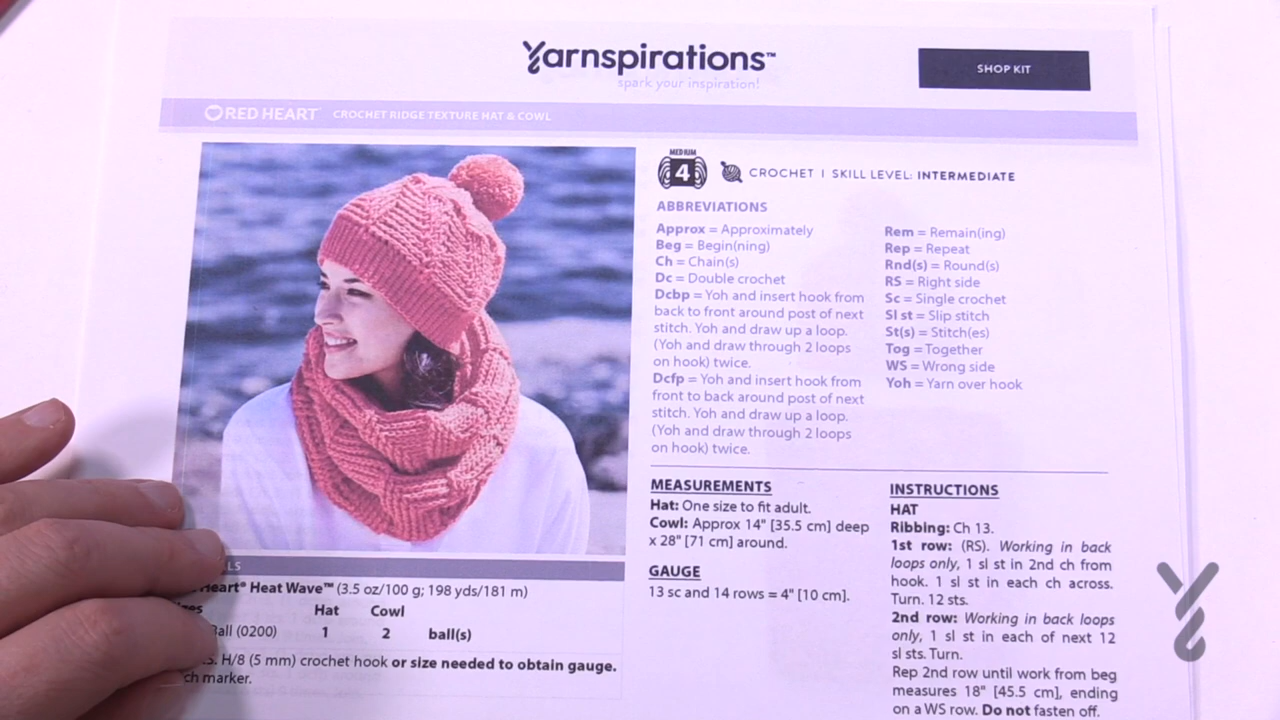 Yarnspirations™
spark your inspiration!
SHOP KIT
RED HEART® CROCHET RIDGE TEXTURE HAT & COWL
MEDIUM
4
CROCHET I SKILL LEVEL: INTERMEDIATE
ABBREVIATIONS
Approx = Approximately
Beg = Begin(ning)
Ch = Chain(s)
Dc = Double crochet
Dcbp = Yoh and insert hook from
back to front around post of next
stitch. Yoh and draw up a loop.
(Yoh and draw through 2 loops
on hook) twice.
Dcfp = Yoh and insert hook from
front to back around post of next
stitch. Yoh and draw up a loop.
(Yoh and draw through 2 loops
on hook) twice.
Rem = Remain(ing)
Rep = Repeat
Rnd(s) = Round(s)
RS = Right side
Sc = Single crochet
Sl st = Slip stitch
St(s) = Stitch(es)
Tog = Together
WS = Wrong side
Yoh = Yarn over hook
LS
Heart® Heat Wave™ (3.5 oz/100 g; 198 yds/181 m)
Hat Cowl
Ball (0200) 1 2 ball(s)
H/8 (5 mm) crochet hook or size needed to obtain gauge.
ch marker.
MEASUREMENTS
Hat: One size to fit adult.
Cowl: Approx 14" [35.5 cm] deep
x 28" [71 cm] around.
GAUGE
13 sc and 14 rows = 4" [10 cm].
INSTRUCTIONS
HAT
Ribbing: Ch 13.
1st row: (RS). Working in back
loops only, 1 sl st in 2nd ch from
hook. 1 sl st in each ch across.
Turn. 12 sts.
2nd row: Working in back loops
only, 1 sl st in each of next 12
sl sts. Turn.
Rep 2nd row until work from beg
measures 18" [45.5 cm], ending
on a WS row. Do not fasten off.